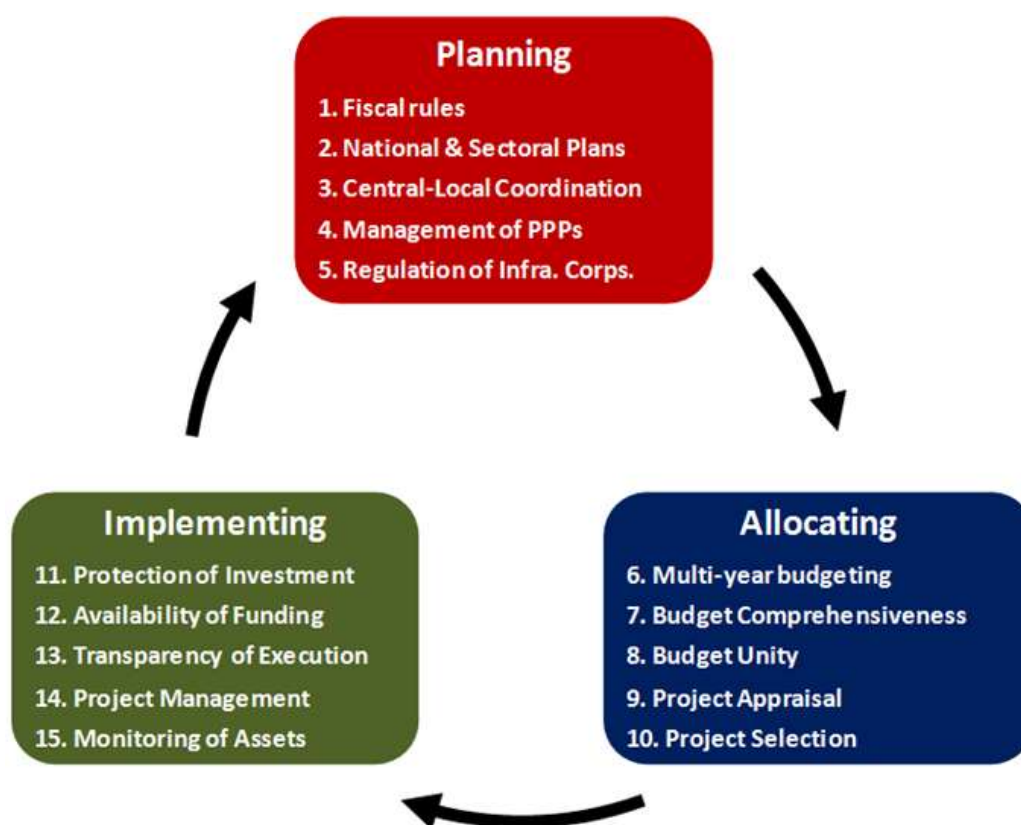 Planning
1. Fiscal rules
2. National & Sectoral Plans
3. Central-Local Coordination
4. Management of PPPs
5. Regulation of Infra. Corps.
Implementing
11. Protection of Investment
12. Availability of Funding
13. Transparency of Execution
14. Project Management
15. Monitoring of Assets
Allocating
6. Multi-year budgeting
7. Budget Comprehensiveness
8. Budget Unity
9. Project Appraisal
10. Project Selection